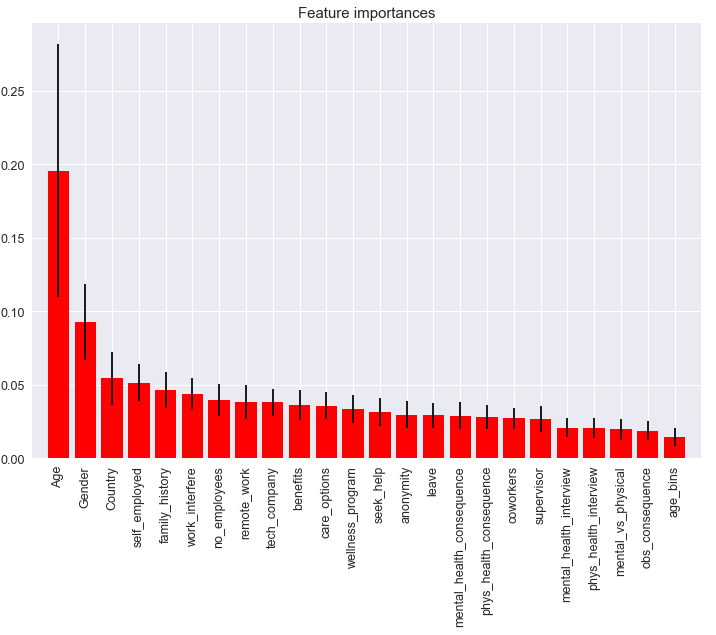 Feature importances
0.25
0.20
0.15
0.10
0.05
0.00
Age
Gender
Country
self_employed
family_history
work_interfere
no_employees
remote_work
tech_company
benefits
care_options
wellness_program
seek_help
anonymity
leave
mental_health_consequence
phys_health_consequence
coworkers
supervisor
mental_health_interview
phys_health_interview
mental_vs_physical
obs_consequence
age_bins